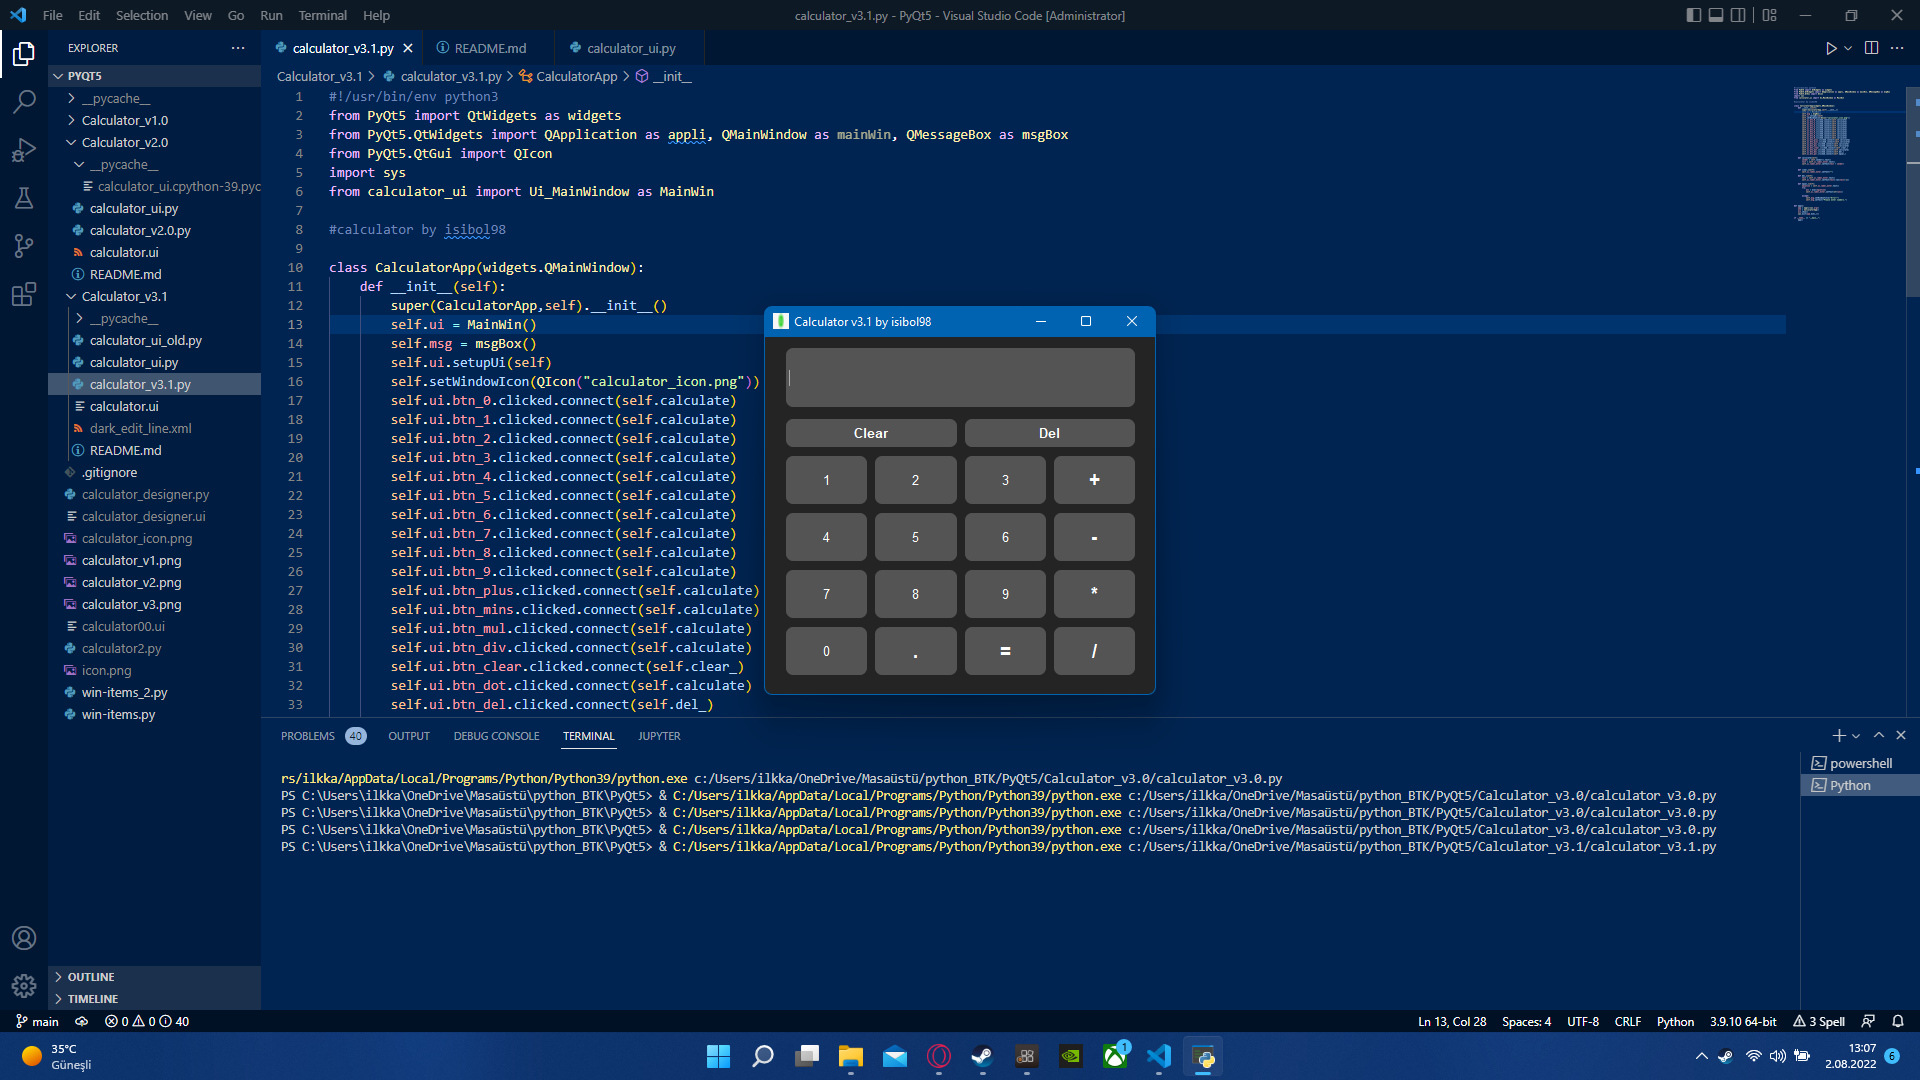 File Edit Selection View Go Run Terminal Help
calculator_v3.1.py - PyQt5 - Visual Studio Code [Administrator]
EXPLORER
PYQT5
__pycache__
Calculator_v1.0
Calculator_v2.0
__pycache__
calculator_ui.cpython-39.pyc
calculator_ui.py
calculator_v2.0.py
calculator.ui
README.md
Calculator_v3.1
__pycache__
calculator_ui_old.py
calculator_ui.py
calculator_v3.1.py
calculator.ui
dark_edit_line.xml
README.md
.gitignore
calculator_designer.py
calculator_designer.ui
calculator_icon.png
calculator_v1.png
calculator_v2.png
calculator_v3.png
calculator00.ui
calculator2.py
icon.png
win-items_2.py
win-items.py
OUTLINE
TIMELINE
calculator_v3.1.py README.md calculator_ui.py
Calculator_v3.1 > calculator_v3.1.py > CalculatorApp > __init__
1 #!/usr/bin/env python3
2 from PyQt5 import QtWidgets as widgets
3 from PyQt5.QtWidgets import QApplication as appli, QMainWindow as mainWin, QMessageBox as msgBox
4 from PyQt5.QtGui import QIcon
5 import sys
6 from calculator_ui import Ui_MainWindow as MainWin
7
8 #calculator by isibol98
9
10 class CalculatorApp(widgets.QMainWindow):
11 def __init__(self):
12 super(CalculatorApp,self).__init__()
13 self.ui = MainWin()
14 self.msg = msgBox()
15 self.ui.setupUi(self)
16 self.setWindowIcon(QIcon("calculator_icon.png"))
17 self.ui.btn_0.clicked.connect(self.calculate)
18 self.ui.btn_1.clicked.connect(self.calculate)
19 self.ui.btn_2.clicked.connect(self.calculate)
20 self.ui.btn_3.clicked.connect(self.calculate)
21 self.ui.btn_4.clicked.connect(self.calculate)
22 self.ui.btn_5.clicked.connect(self.calculate)
23 self.ui.btn_6.clicked.connect(self.calculate)
24 self.ui.btn_7.clicked.connect(self.calculate)
25 self.ui.btn_8.clicked.connect(self.calculate)
26 self.ui.btn_9.clicked.connect(self.calculate)
27 self.ui.btn_plus.clicked.connect(self.calculate)
28 self.ui.btn_mins.clicked.connect(self.calculate)
29 self.ui.btn_mul.clicked.connect(self.calculate)
30 self.ui.btn_div.clicked.connect(self.calculate)
31 self.ui.btn_clear.clicked.connect(self.clear_)
32 self.ui.btn_dot.clicked.connect(self.calculate)
33 self.ui.btn_del.clicked.connect(self.del_)
Calculator v3.1 by isibol98
Clear Del
1 2 3 +
4 5 6 -
7 8 9 *
0 . = /
PROBLEMS 40 OUTPUT DEBUG CONSOLE TERMINAL JUPYTER
rs/ilkka/AppData/Local/Programs/Python/Python39/python.exe c:/Users/ilkka/OneDrive/Masaüstü/python_BTK/PyQt5/Calculator_v3.0/calculator_v3.0.py
PS C:\Users\ilkka\OneDrive\Masaüstü\python_BTK\PyQt5> & C:/Users/ilkka/AppData/Local/Programs/Python/Python39/python.exe c:/Users/ilkka/OneDrive/Masaüstü/python_BTK/PyQt5/Calculator_v3.0/calculator_v3.0.py
PS C:\Users\ilkka\OneDrive\Masaüstü\python_BTK\PyQt5> & C:/Users/ilkka/AppData/Local/Programs/Python/Python39/python.exe c:/Users/ilkka/OneDrive/Masaüstü/python_BTK/PyQt5/Calculator_v3.0/calculator_v3.0.py
PS C:\Users\ilkka\OneDrive\Masaüstü\python_BTK\PyQt5> & C:/Users/ilkka/AppData/Local/Programs/Python/Python39/python.exe c:/Users/ilkka/OneDrive/Masaüstü/python_BTK/PyQt5/Calculator_v3.0/calculator_v3.0.py
PS C:\Users\ilkka\OneDrive\Masaüstü\python_BTK\PyQt5> & C:/Users/ilkka/AppData/Local/Programs/Python/Python39/python.exe c:/Users/ilkka/OneDrive/Masaüstü/python_BTK/PyQt5/Calculator_v3.1/calculator_v3.1.py
powershell
Python
main 0 0 40
Ln 13, Col 28 Spaces: 4 UTF-8 CRLF Python 3.9.10 64-bit 3 Spell
35°C
Güneşli
1
13:07
2.08.2022
6